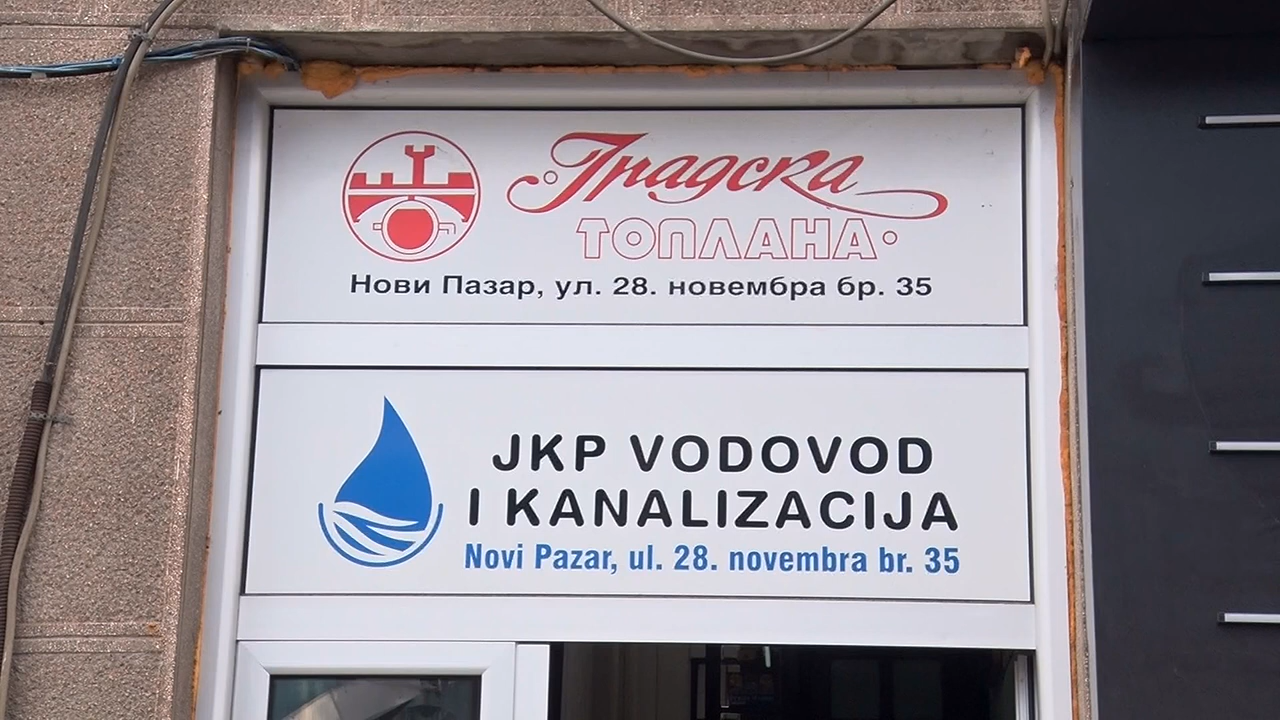 Градска
ТОПЛАНА
Нови Пазар, ул. 28. новембра бр. 35
JKP VODOVOD
I KANALIZACIJA
Novi Pazar, ul. 28. novembra br. 35